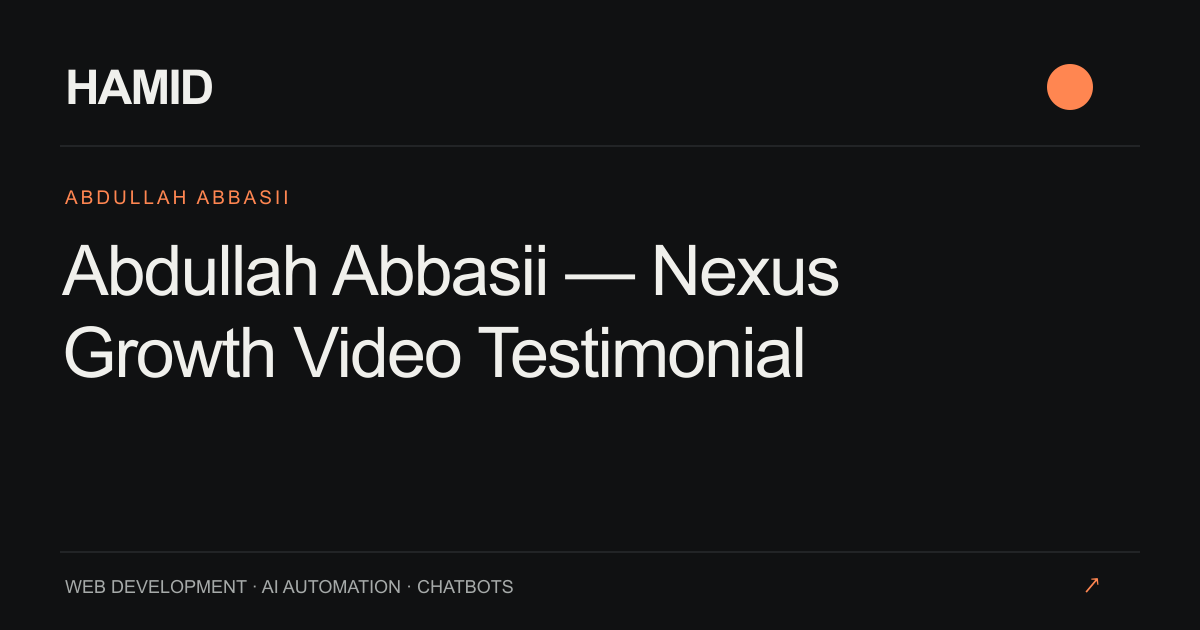 HAMID
ABDULLAH ABBASII
Abdullah Abbasii — Nexus
Growth Video Testimonial
WEB DEVELOPMENT · AI AUTOMATION · CHATBOTS
↗